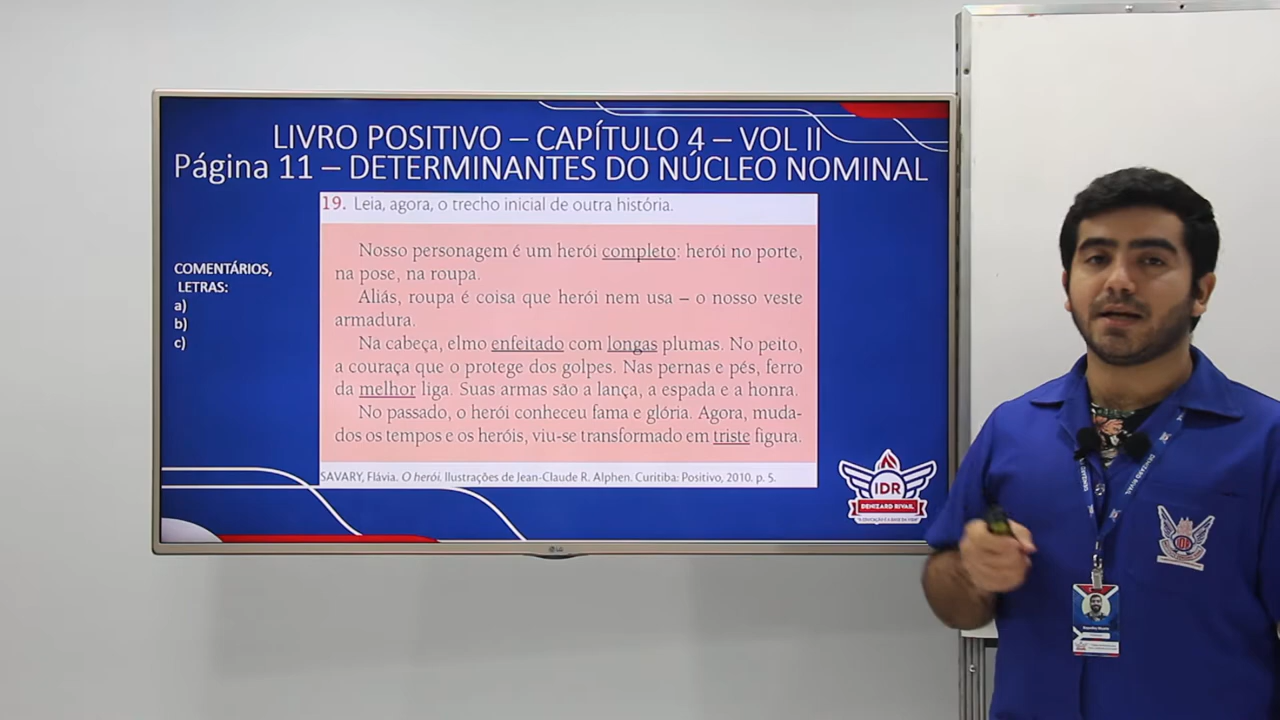 LIVRO POSITIVO – CAPÍTULO 4 – VOL II
Página 11 – DETERMINANTES DO NÚCLEO NOMINAL
19. Leia, agora, o trecho inicial de outra história.
COMENTÁRIOS,
LETRAS:
a)
b)
c)
Nosso personagem é um herói completo: herói no porte,
na pose, na roupa.
Aliás, roupa é coisa que herói nem usa – o nosso veste
armadura.
Na cabeça, elmo enfeitado com longas plumas. No peito,
a couraça que o protege dos golpes. Nas pernas e pés, ferro
da melhor liga. Suas armas são a lança, a espada e a honra.
No passado, o herói conheceu fama e glória. Agora, muda-
dos os tempos e os heróis, viu-se transformado em triste figura.
SAVARY, Flávia. O herói. Ilustrações de Jean-Claude R. Alphen. Curitiba: Positivo, 2010. p. 5.
IDR
DENIZARD RIVAIL
LG
DENIZARD RIVAIL